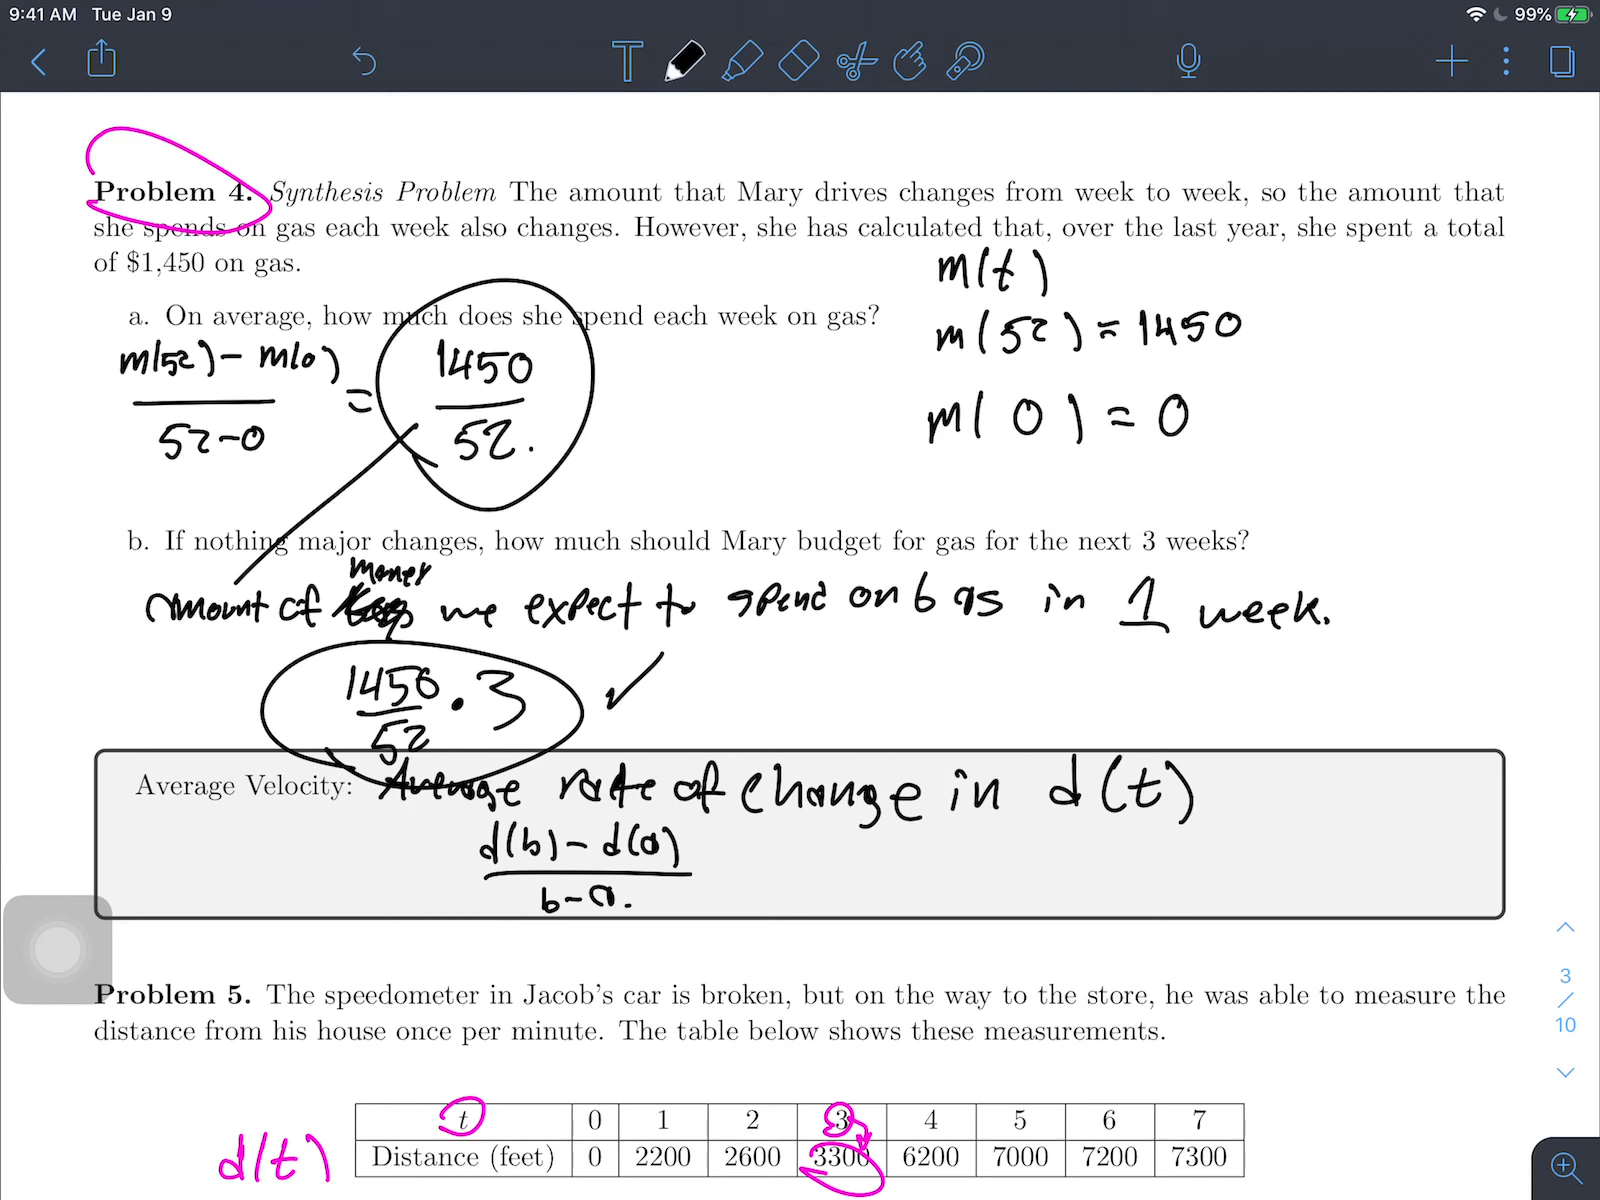 9:41 AM Tue Jan 9
99%
Problem 4. Synthesis Problem The amount that Mary drives changes from week to week, so the amount that
she spends on gas each week also changes. However, she has calculated that, over the last year, she spent a total
of $1,450 on gas.
m(t)
a. On average, how much does she spend each week on gas?
m(52) = 1450
m(52) - m(0)
52-0
=
1450
52.
m(0) = 0
b. If nothing major changes, how much should Mary budget for gas for the next 3 weeks?
money
Amount of we expect to spend on Gas in 1 week.
1450
52
· 3 ✓
Average Velocity: Average rate of change in d(t)
d(b) - d(a)
b-a.
Problem 5. The speedometer in Jacob's car is broken, but on the way to the store, he was able to measure the
distance from his house once per minute. The table below shows these measurements.
t 0 1 2 3 4 5 6 7
d(t) Distance (feet) 0 2200 2600 3300 6200 7000 7200 7300
3
/
10